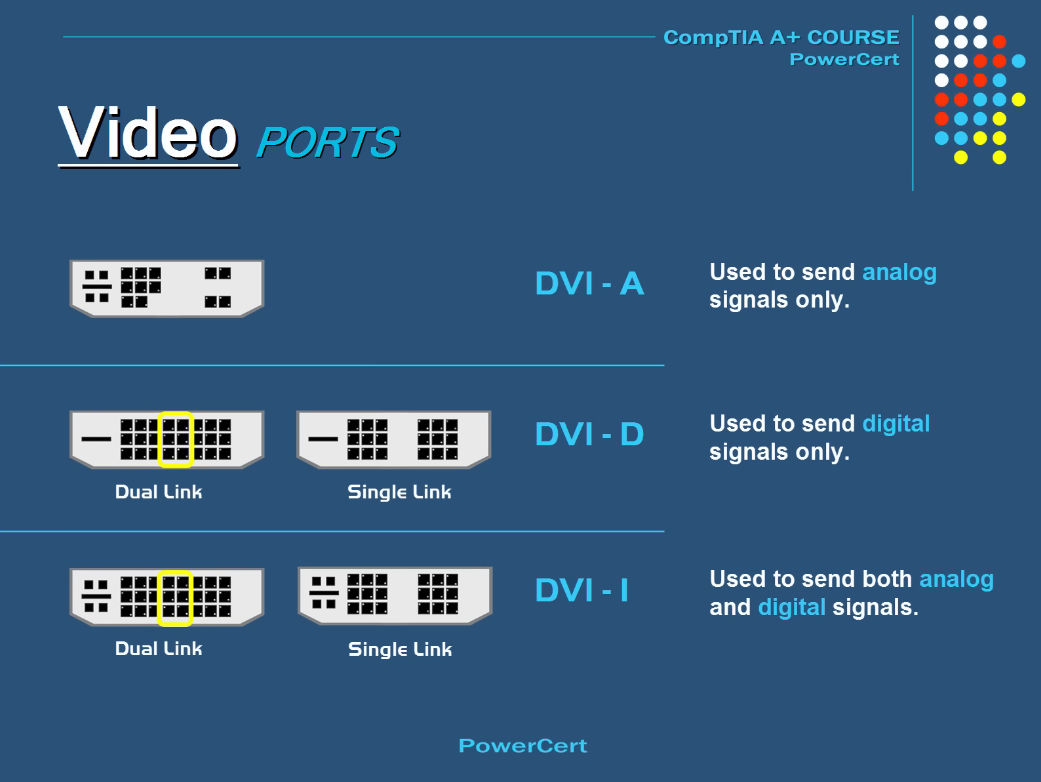 CompTIA A+ COURSE
PowerCert
Video PORTS
DVI - A
Used to send analog
signals only.
DVI - D
Used to send digital
signals only.
Dual Link
Single Link
DVI - I
Used to send both analog
and digital signals.
Dual Link
Single Link
PowerCert